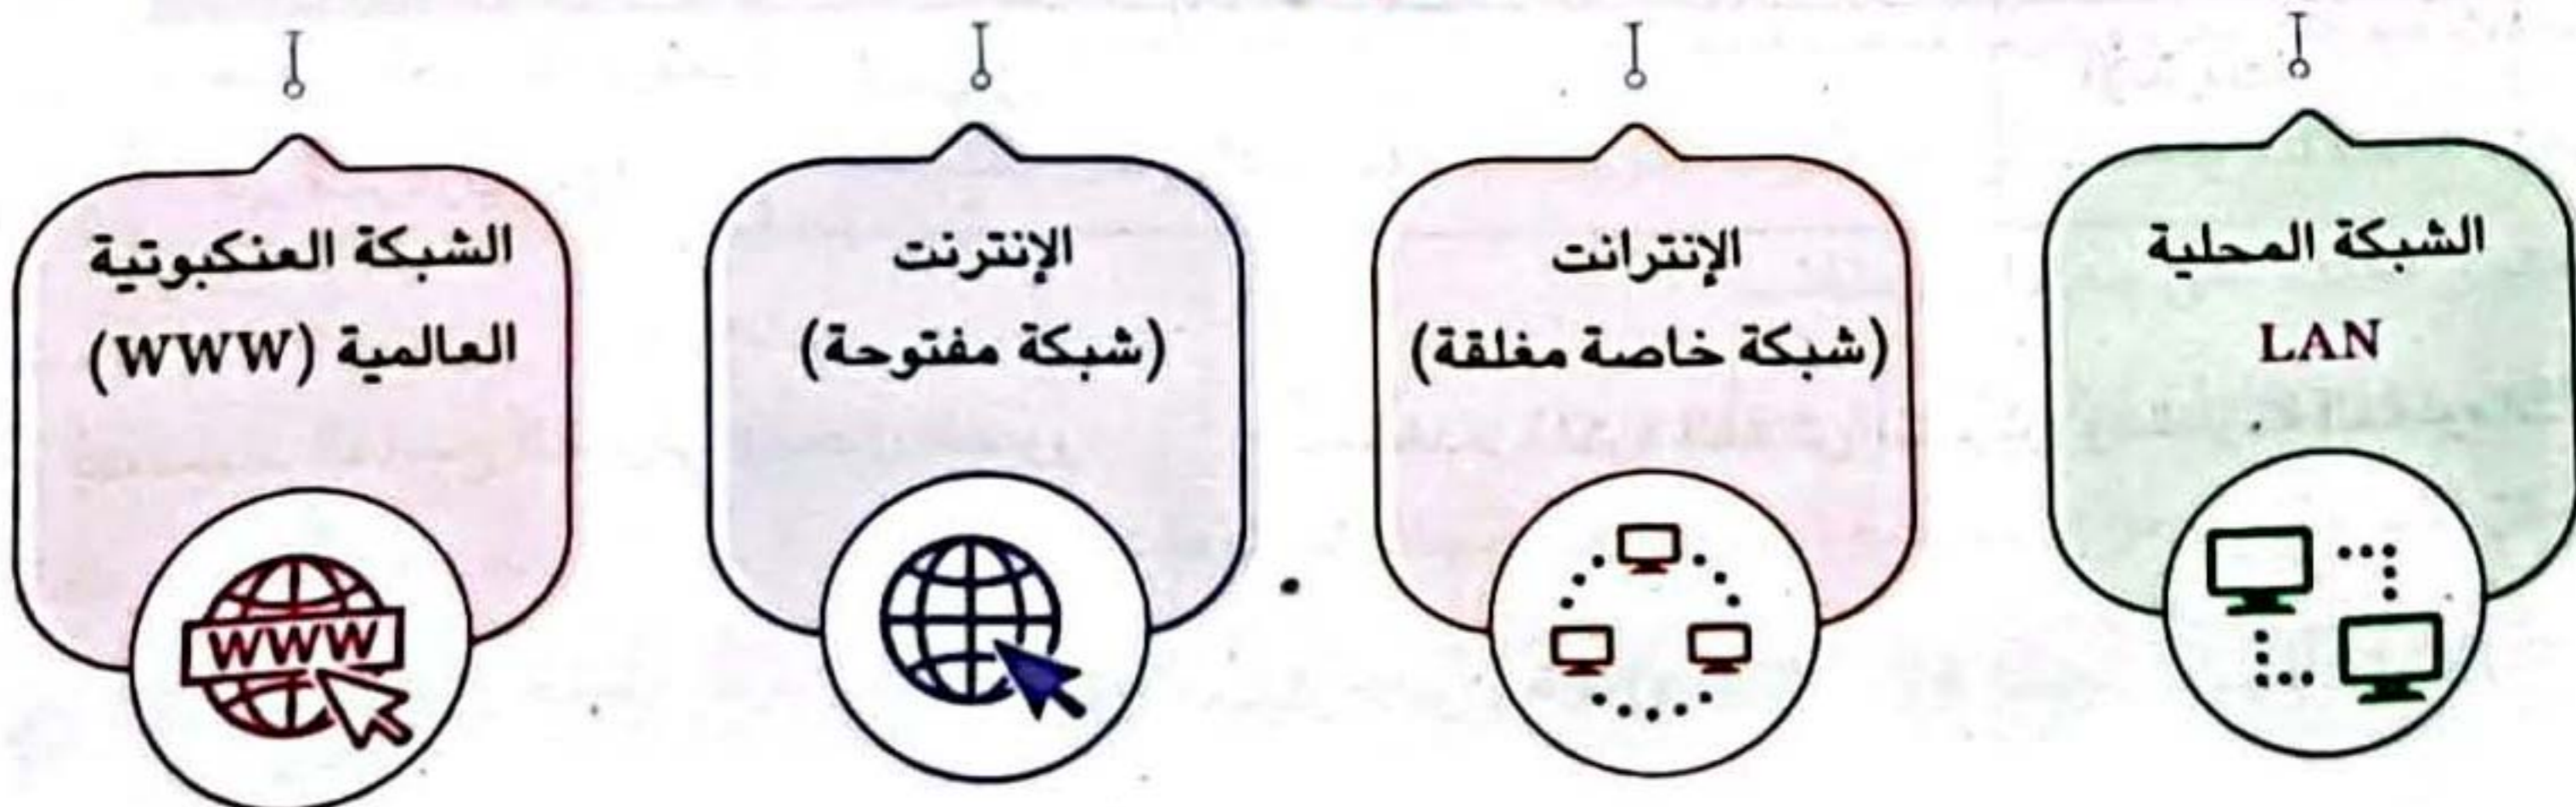 الشبكة المحلية
LAN
الإنترانت
(شبكة خاصة مغلقة)
الإنترنت
(شبكة مفتوحة)
الشبكة العنكبوتية
العالمية (WWW)
WWW